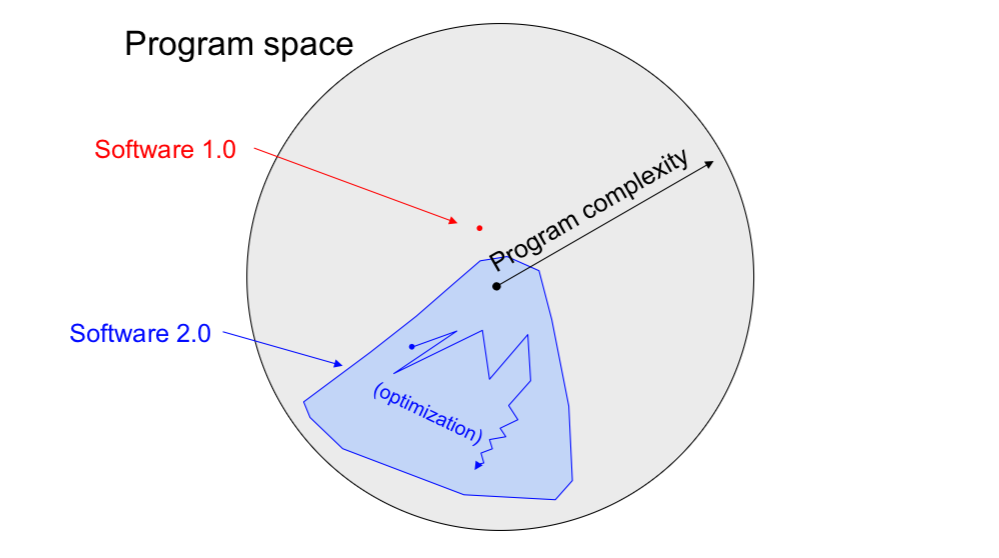 Program space
Software 1.0
Program complexity
Software 2.0
(optimization)